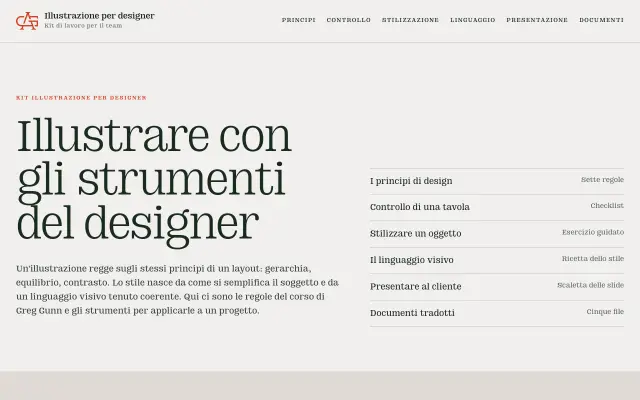 Illustrazione per designer
Kit di lavoro per il team
PRINCIPI
CONTROLLO
STILIZZAZIONE
LINGUAGGIO
PRESENTAZIONE
DOCUMENTI
KIT ILLUSTRAZIONE PER DESIGNER
Illustrare con
gli strumenti
del designer
Un'illustrazione regge sugli stessi principi di un layout: gerarchia,
equilibrio, contrasto. Lo stile nasce da come si semplifica il soggetto e da
un linguaggio visivo tenuto coerente. Qui ci sono le regole del corso di
Greg Gunn e gli strumenti per applicarle a un progetto.
I principi di design Sette regole
Controllo di una tavola Checklist
Stilizzare un oggetto Esercizio guidato
Il linguaggio visivo Ricetta dello stile
Presentare al cliente Scaletta delle slide
Documenti tradotti Cinque file